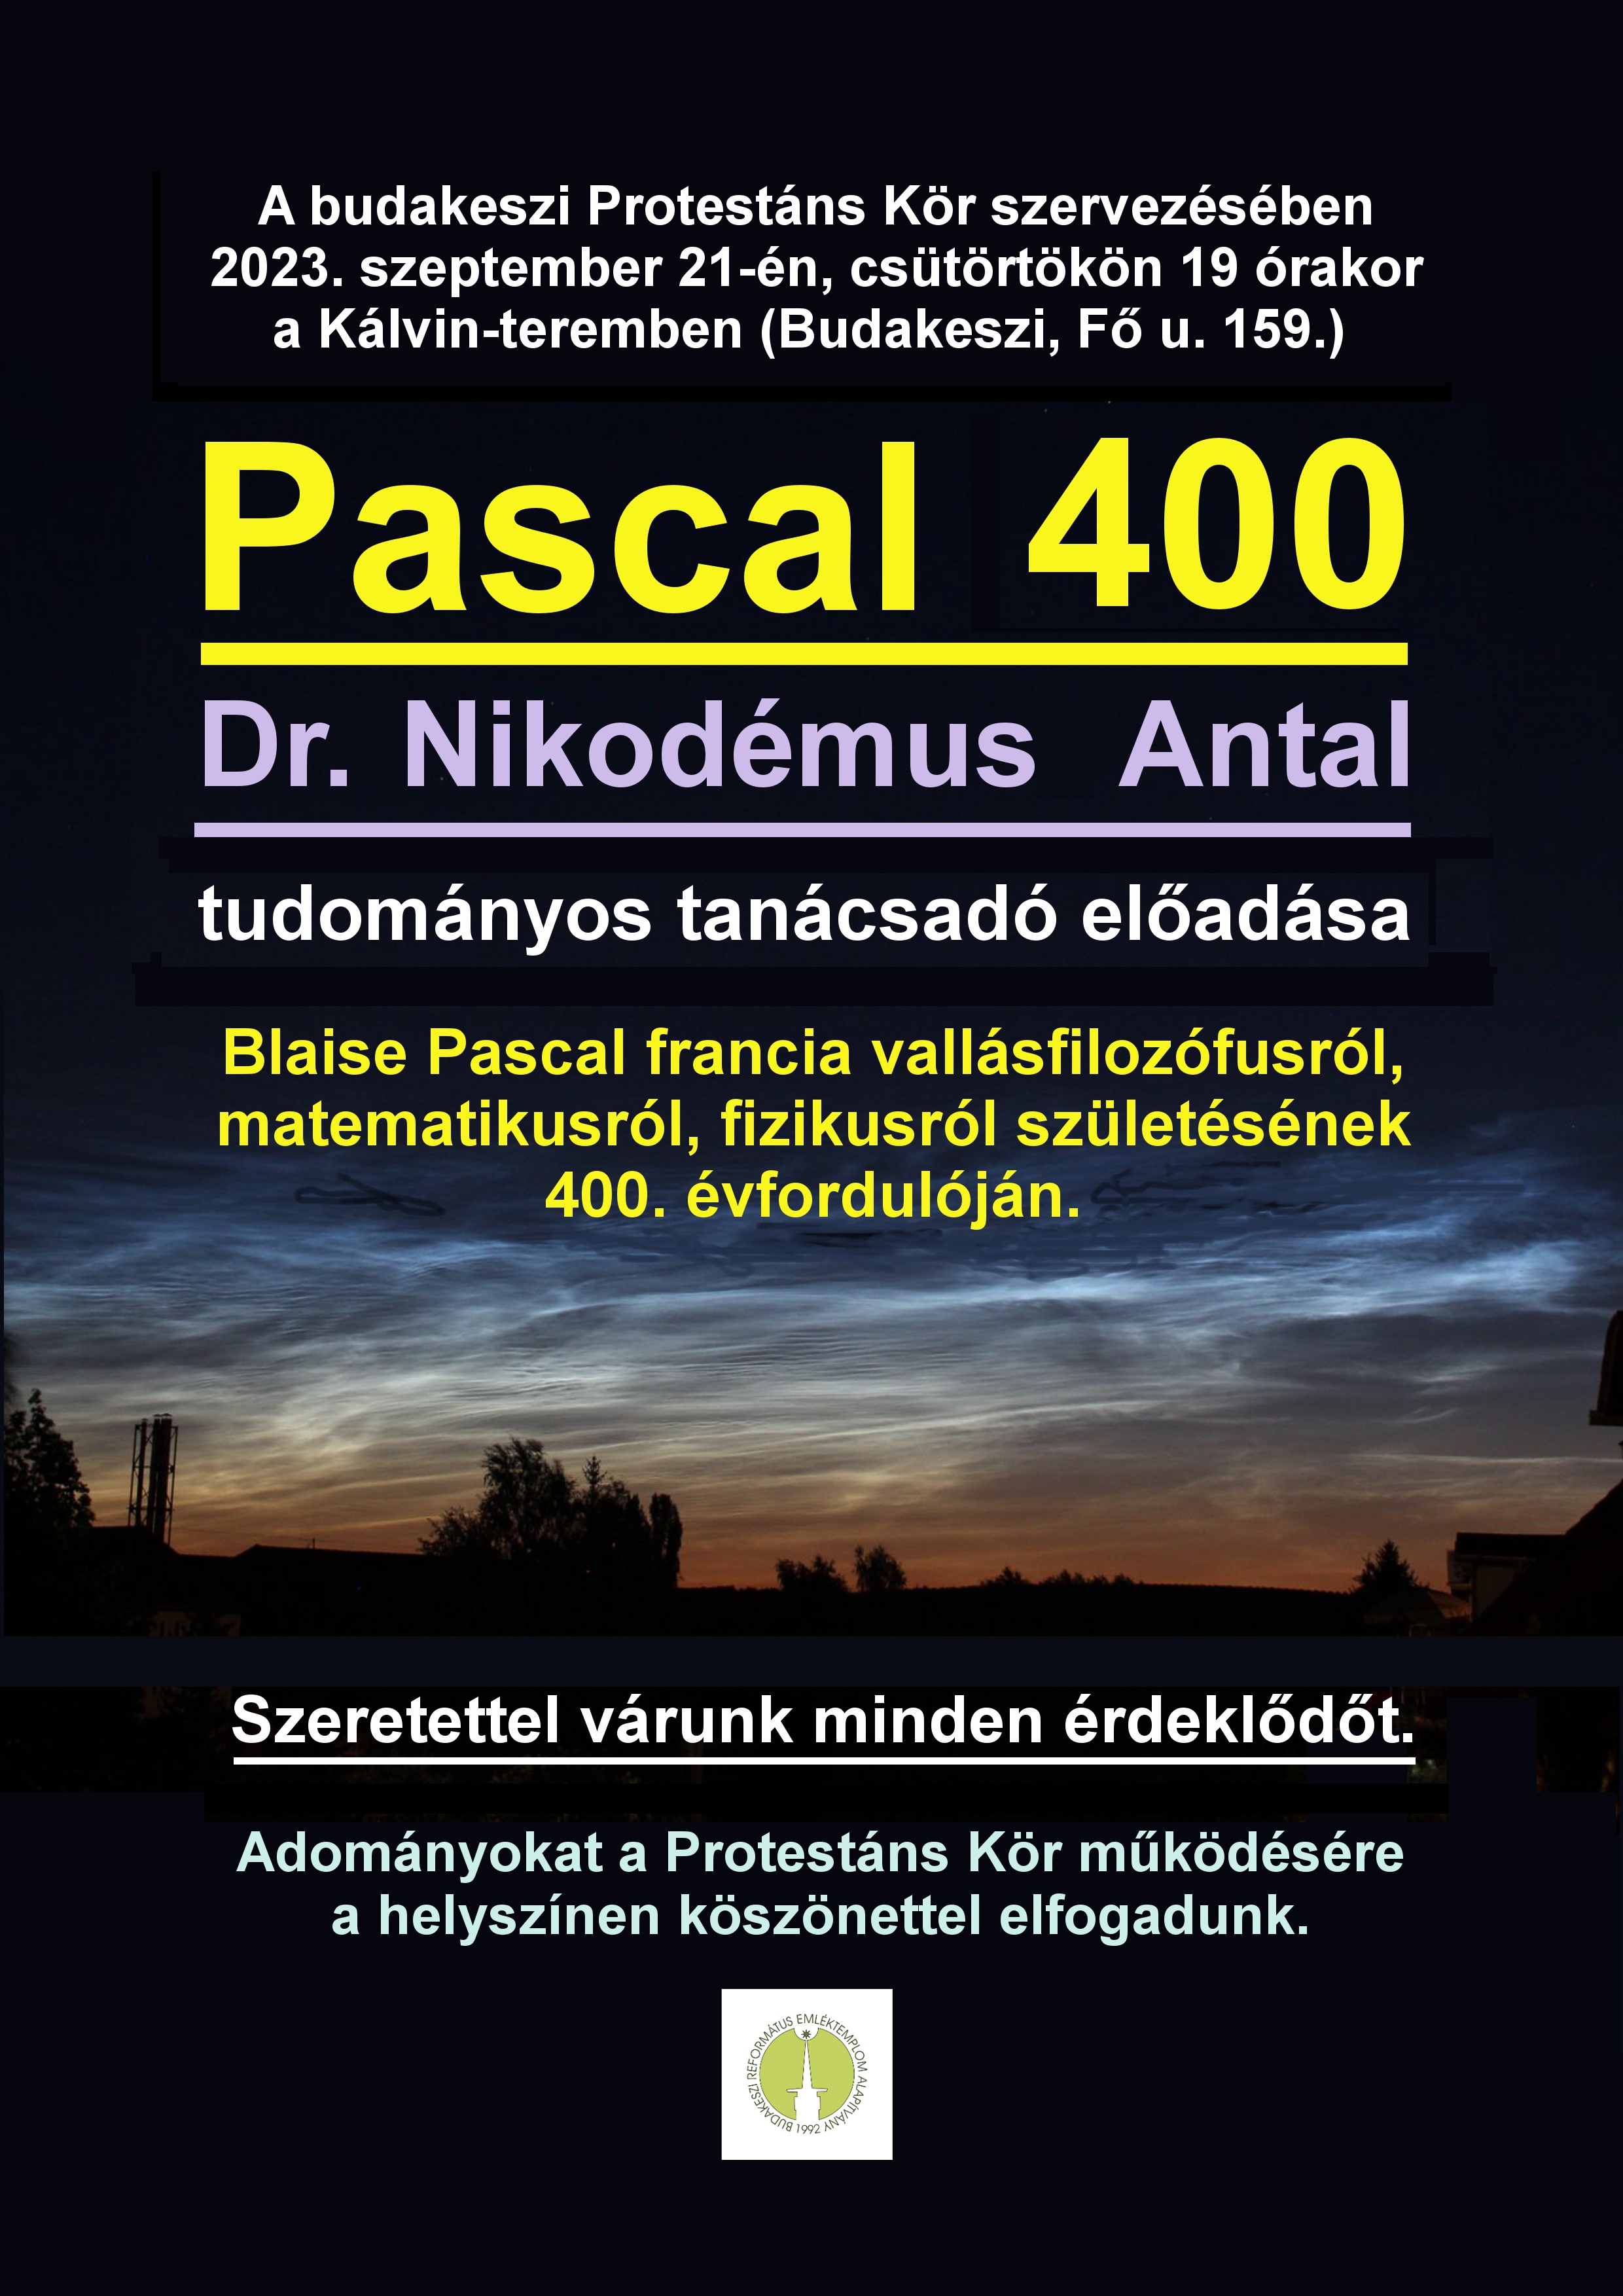 A budakeszi Protestáns Kör szervezésében
2023. szeptember 21-én, csütörtökön 19 órakor
a Kálvin-teremben (Budakeszi, Fő u. 159.)
Pascal 400
Dr. Nikodémus Antal
tudományos tanácsadó előadása
Blaise Pascal francia vallásfilozófusról,
matematikusról, fizikusról születésének
400. évfordulóján.
Szeretettel várunk minden érdeklődőt.
Adományokat a Protestáns Kör működésére
a helyszínen köszönettel elfogadunk.
BUDAKESZI REFORMÁTUS EMLÉKTEMPLOM ALAPÍTVÁNY 1992